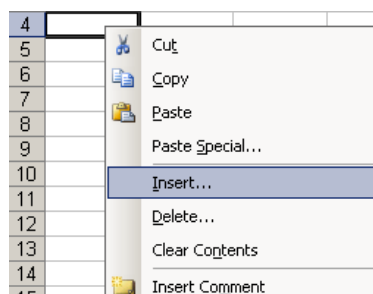 4
5
6
7
8
9
10
11
12
13
14
15
Cut
Copy
Paste
Paste Special...
Insert...
Delete...
Clear Contents
Insert Comment